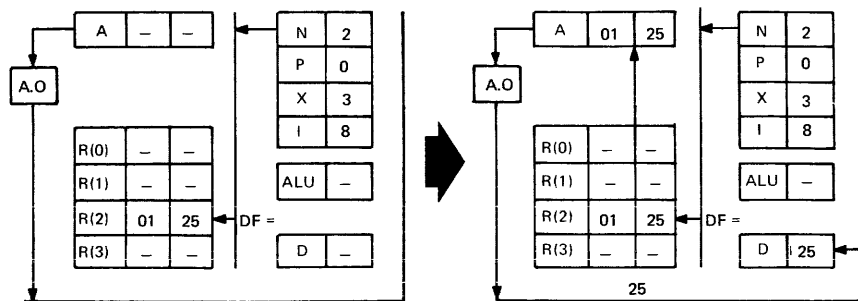 A – –
N 2
P 0
X 3
I 8
A.O
R(0) – –
R(1) – –
R(2) 01 25
R(3) – –
ALU –
DF =
D –
A 01 25
N 2
P 0
X 3
I 8
A.O
R(0) – –
R(1) – –
R(2) 01 25
R(3) – –
ALU –
DF =
D 25
25